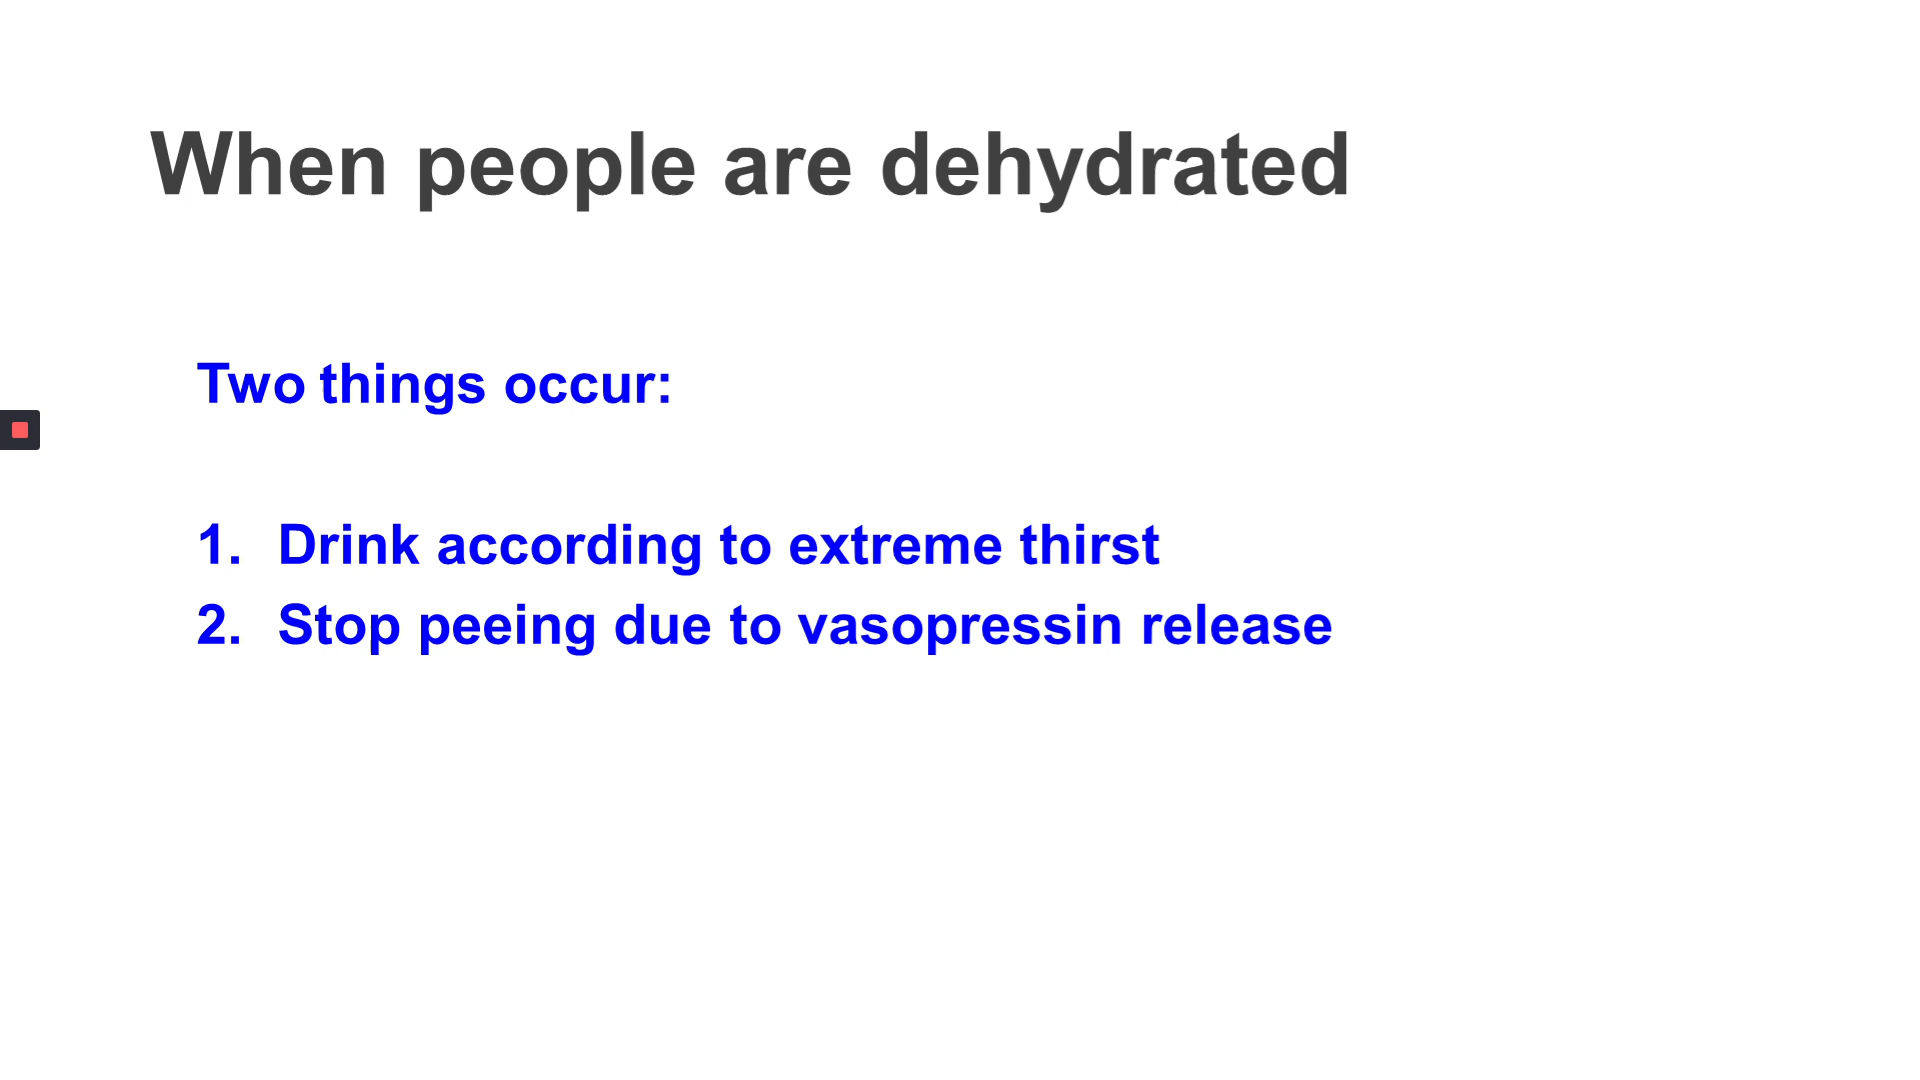 When people are dehydrated
Two things occur:
1. Drink according to extreme thirst
2. Stop peeing due to vasopressin release